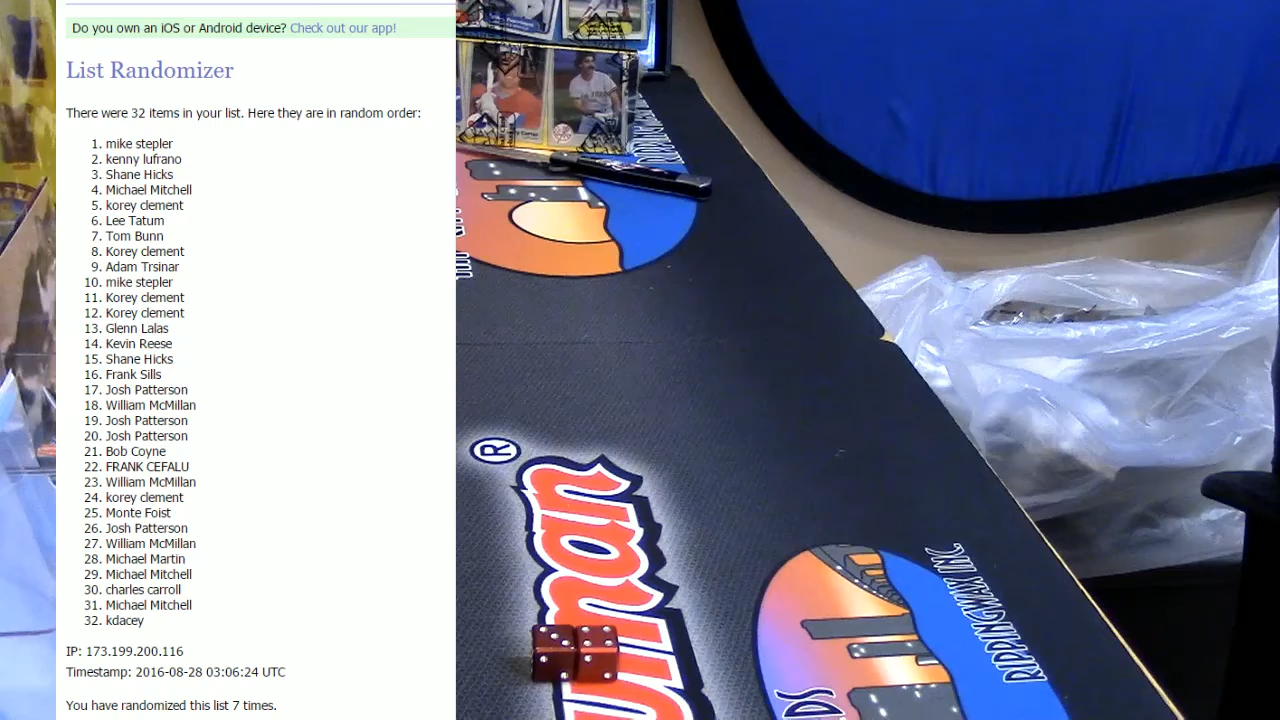 Do you own an iOS or Android device? Check out our app!
List Randomizer
There were 32 items in your list. Here they are in random order:
1. mike stepler
2. kenny lufrano
3. Shane Hicks
4. Michael Mitchell
5. korey clement
6. Lee Tatum
7. Tom Bunn
8. Korey clement
9. Adam Trsinar
10. mike stepler
11. Korey clement
12. Korey clement
13. Glenn Lalas
14. Kevin Reese
15. Shane Hicks
16. Frank Sills
17. Josh Patterson
18. William McMillan
19. Josh Patterson
20. Josh Patterson
21. Bob Coyne
22. FRANK CEFALU
23. William McMillan
24. korey clement
25. Monte Foist
26. Josh Patterson
27. William McMillan
28. Michael Martin
29. Michael Mitchell
30. charles carroll
31. Michael Mitchell
32. kdacey
IP: 173.199.200.116
Timestamp: 2016-08-28 03:06:24 UTC
You have randomized this list 7 times.
®
RIPPINGWAX INC.